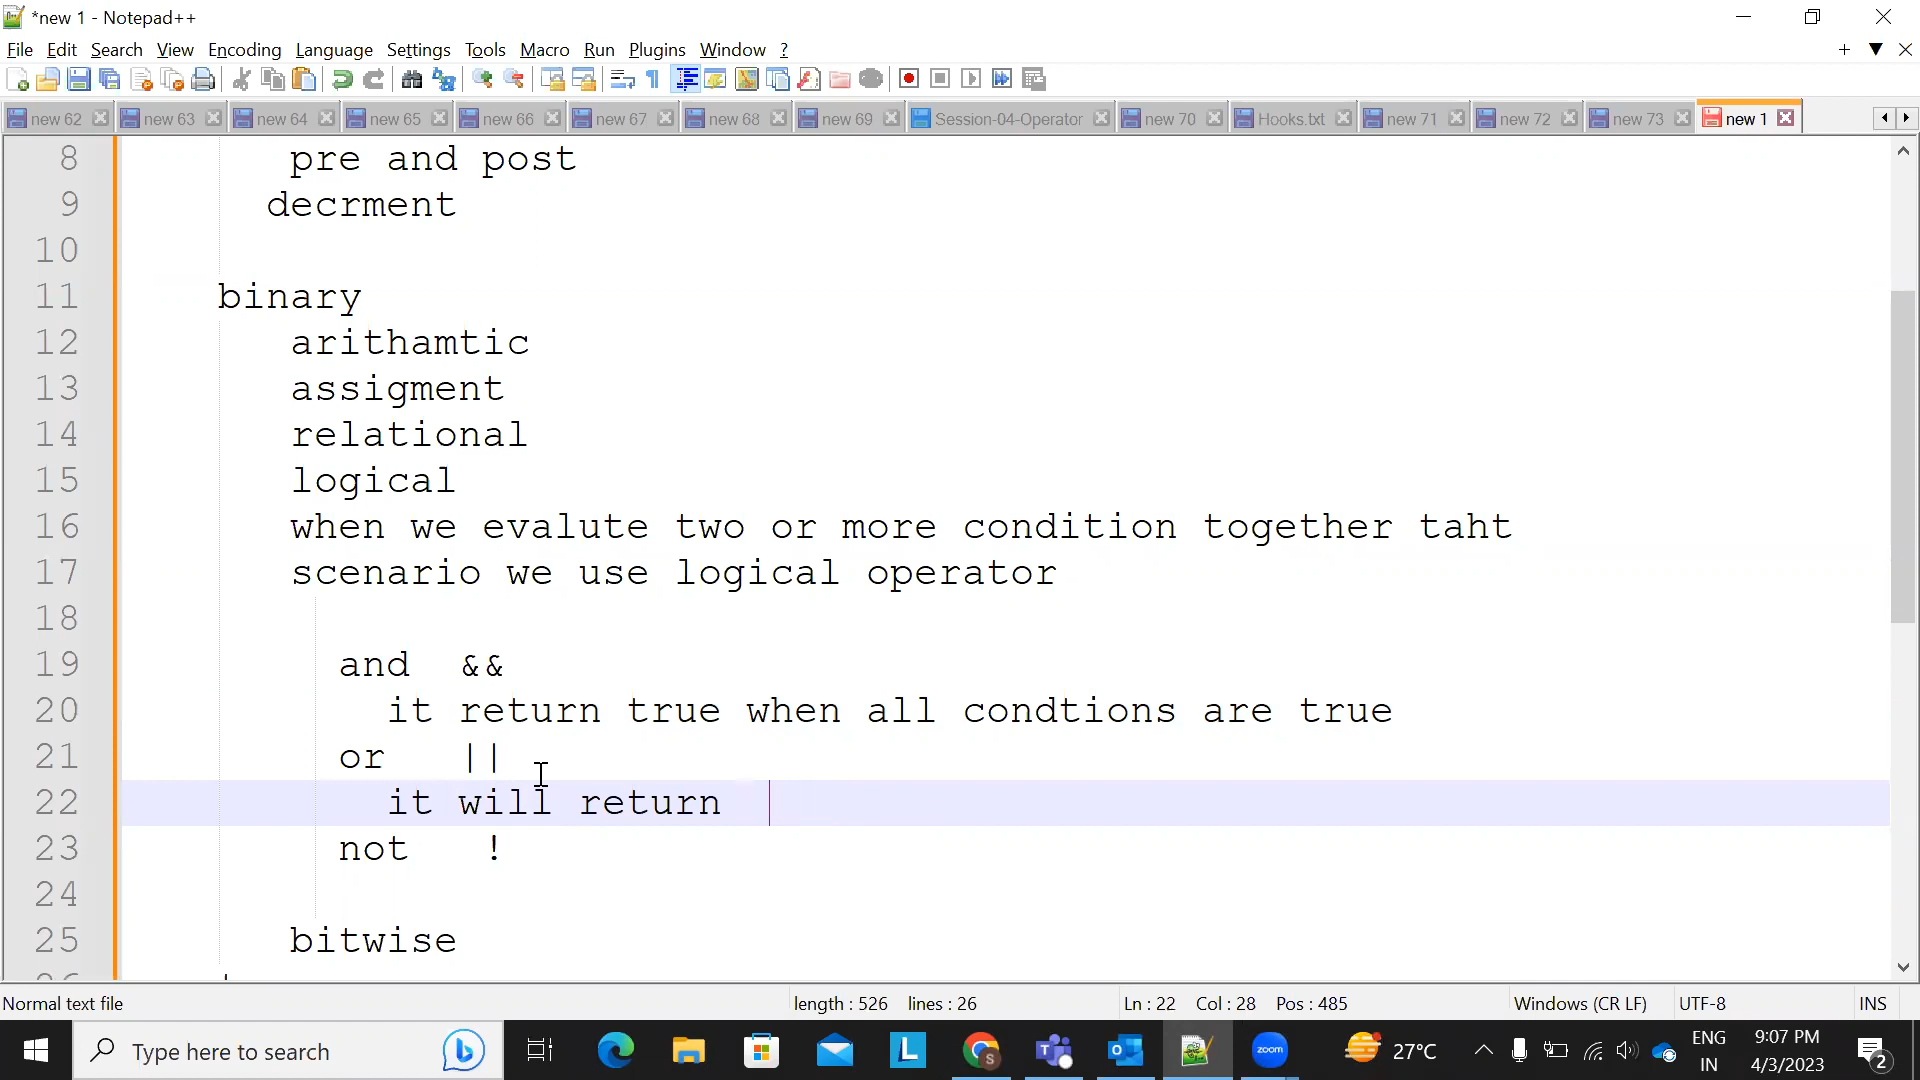 *new 1 - Notepad++
File Edit Search View Encoding Language Settings Tools Macro Run Plugins Window ?
new 62 new 63 new 64 new 65 new 66 new 67 new 68 new 69 Session-04-Operator new 70 Hooks.txt new 71 new 72 new 73 new 1
8 pre and post
9 decrment
10
11 binary
12 arithamtic
13 assigment
14 relational
15 logical
16 when we evalute two or more condition together taht
17 scenario we use logical operator
18
19 and &&
20 it return true when all condtions are true
21 or ||
22 it will return
23 not !
24
25 bitwise
Normal text file length : 526 lines : 26 Ln : 22 Col : 28 Pos : 485 Windows (CR LF) UTF-8 INS
Type here to search L zoom 27°C ENG IN 9:07 PM 4/3/2023 2